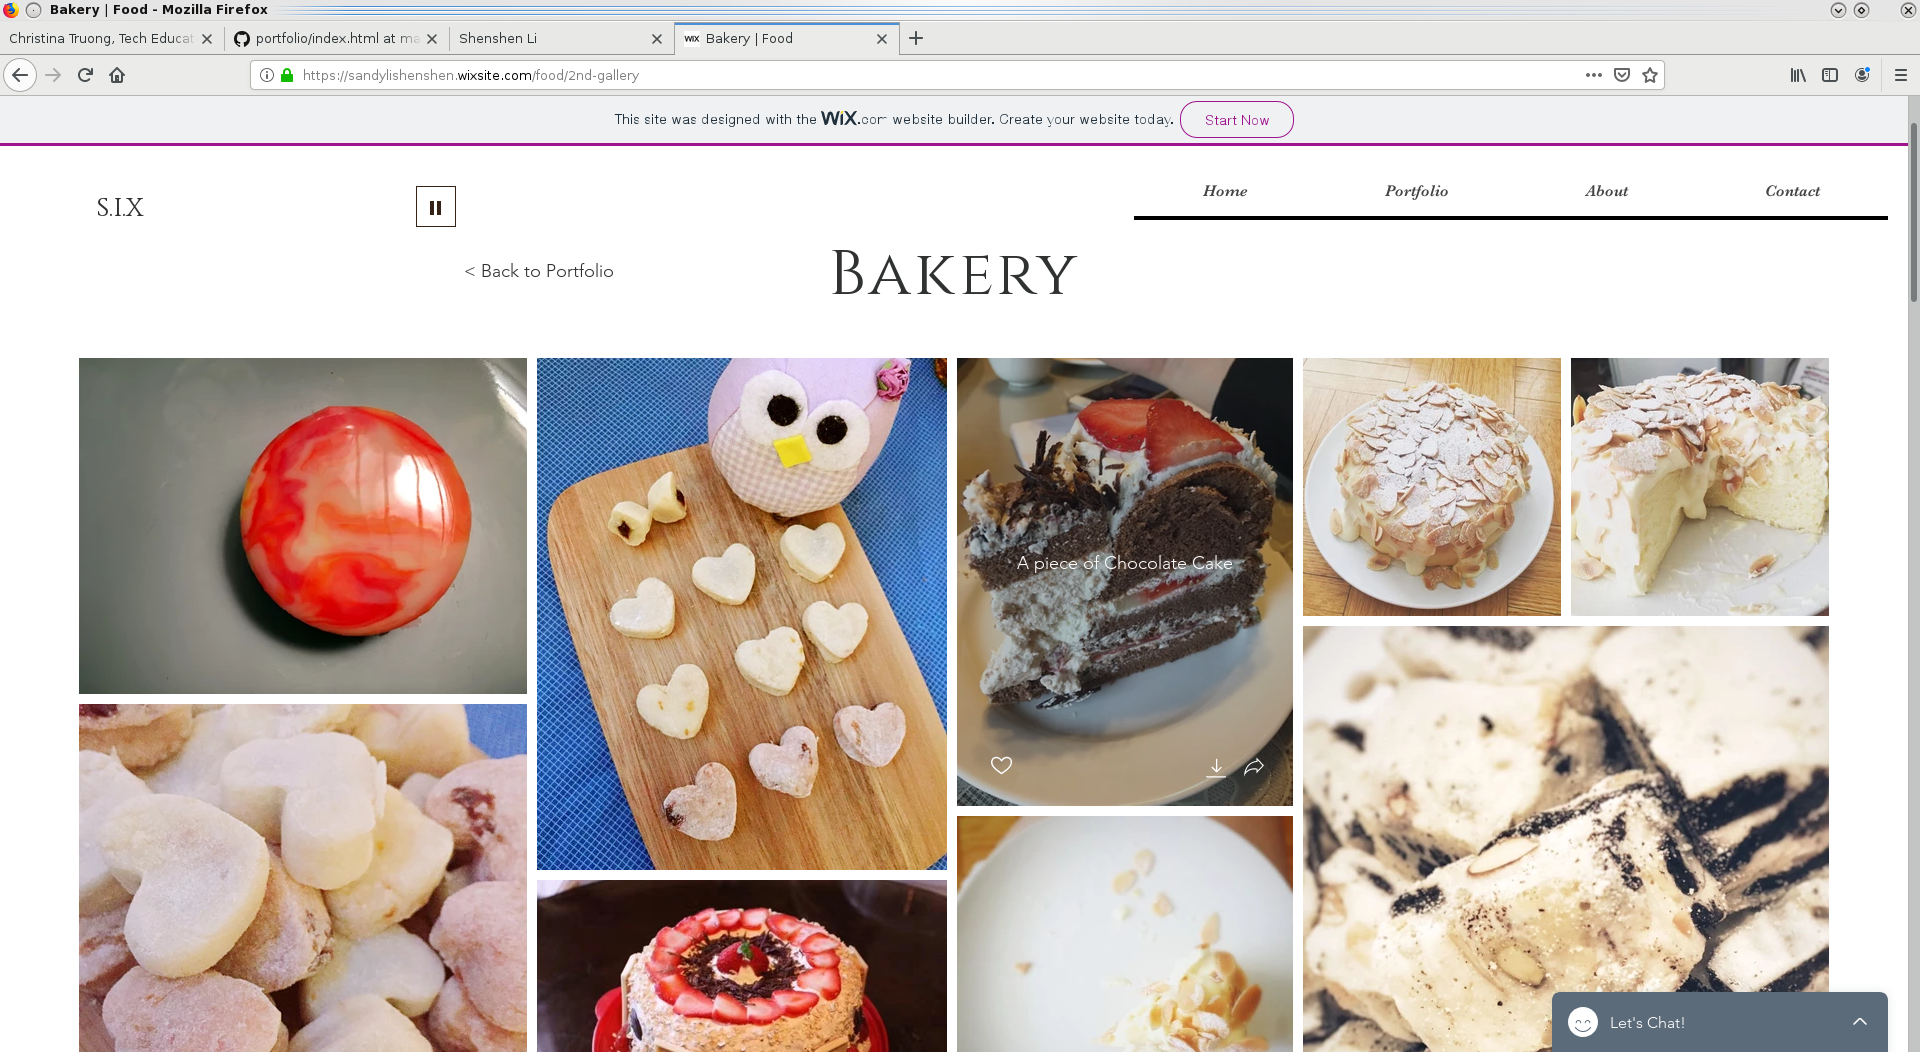 Bakery | Food - Mozilla Firefox
Christina Truong, Tech Educat
portfolio/index.html at ma
Shenshen Li
WiX Bakery | Food
https://sandylishenshen.wixsite.com/food/2nd-gallery
This site was designed with the WiX.com website builder. Create your website today. Start Now
S.I.X
Home Portfolio About Contact
< Back to Portfolio
Bakery
A piece of Chocolate Cake
Let's Chat!